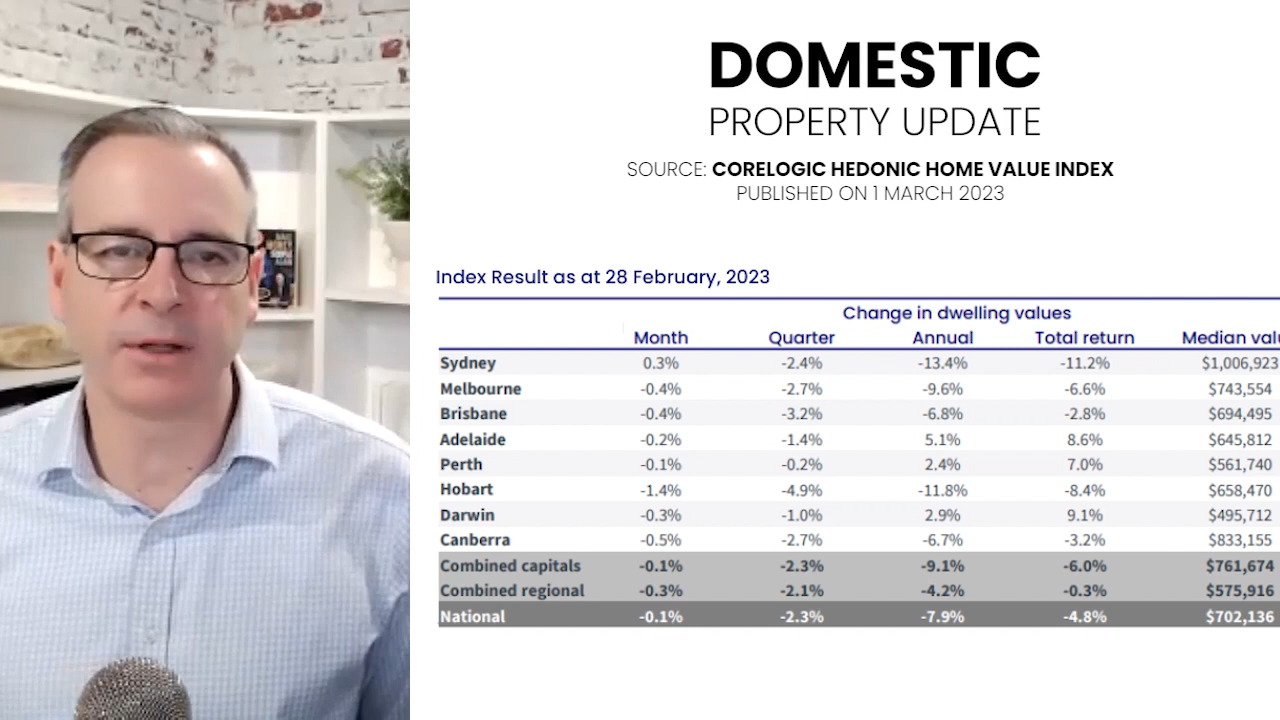 DOMESTIC
PROPERTY UPDATE
SOURCE: CORELOGIC HEDONIC HOME VALUE INDEX
PUBLISHED ON 1 MARCH 2023
Index Result as at 28 February, 2023
Change in dwelling values
Month Quarter Annual Total return Median valu
Sydney 0.3% -2.4% -13.4% -11.2% $1,006,923
Melbourne -0.4% -2.7% -9.6% -6.6% $743,554
Brisbane -0.4% -3.2% -6.8% -2.8% $694,495
Adelaide -0.2% -1.4% 5.1% 8.6% $645,812
Perth -0.1% -0.2% 2.4% 7.0% $561,740
Hobart -1.4% -4.9% -11.8% -8.4% $658,470
Darwin -0.3% -1.0% 2.9% 9.1% $495,712
Canberra -0.5% -2.7% -6.7% -3.2% $833,155
Combined capitals -0.1% -2.3% -9.1% -6.0% $761,674
Combined regional -0.3% -2.1% -4.2% -0.3% $575,916
National -0.1% -2.3% -7.9% -4.8% $702,136